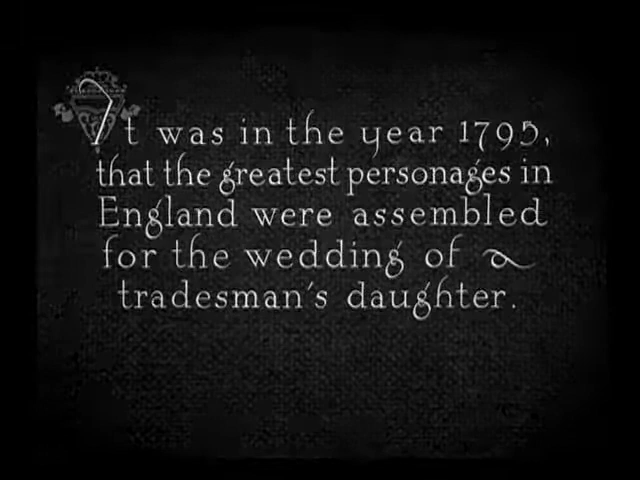 It was in the year 1795,
that the greatest personages in
England were assembled
for the wedding of a
tradesman's daughter.